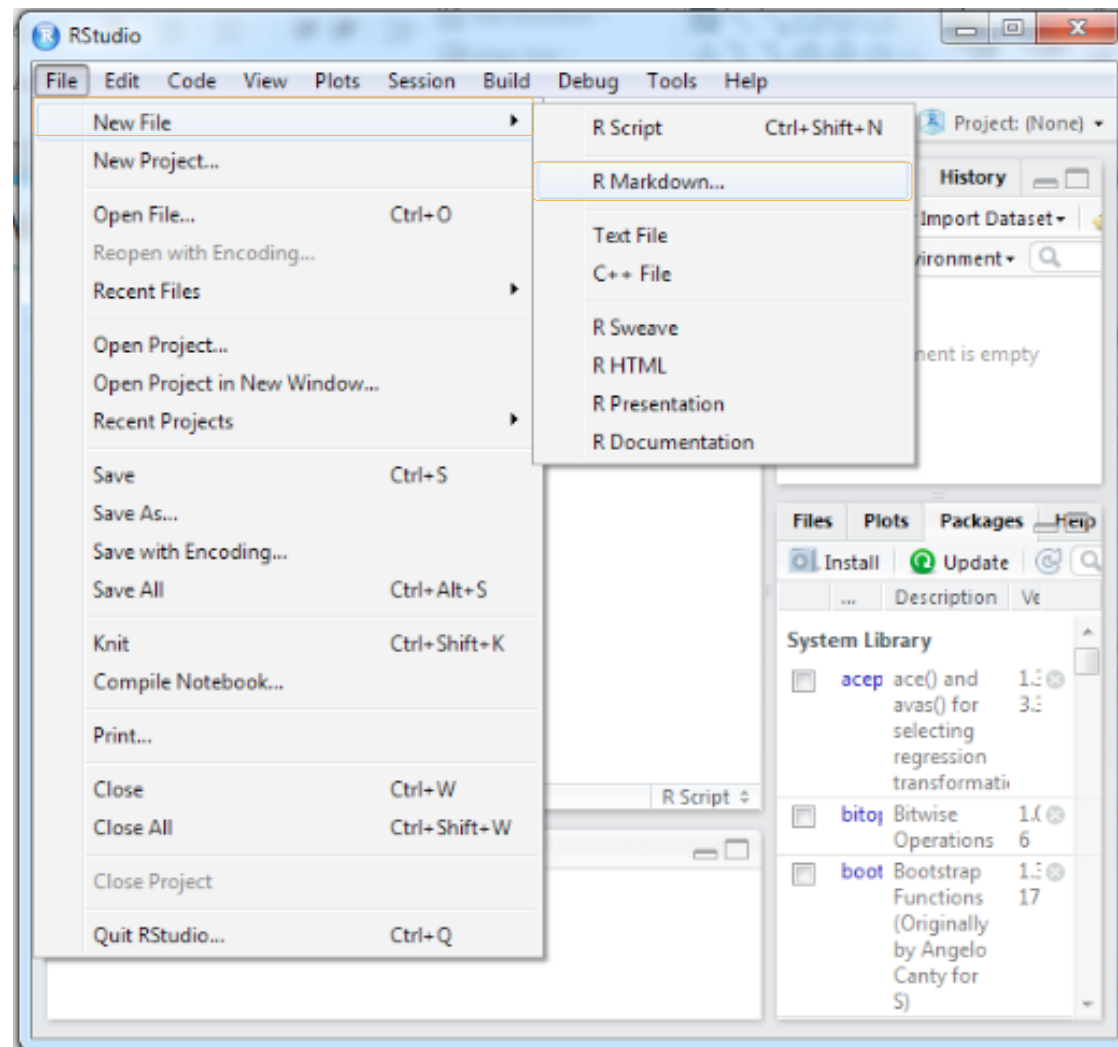 RStudio
File Edit Code View Plots Session Build Debug Tools Help
New File
New Project...
Open File... Ctrl+O
Reopen with Encoding...
Recent Files
Open Project...
Open Project in New Window...
Recent Projects
Save Ctrl+S
Save As...
Save with Encoding...
Save All Ctrl+Alt+S
Knit Ctrl+Shift+K
Compile Notebook...
Print...
Close Ctrl+W
Close All Ctrl+Shift+W
Close Project
Quit RStudio... Ctrl+Q
R Script Ctrl+Shift+N
R Markdown...
Text File
C++ File
R Sweave
R HTML
R Presentation
R Documentation
Project: (None)
History
Import Dataset
vironment
nent is empty
R Script
Files Plots Packages Help
Install Update
... Description Ve
System Library
acep ace() and
avas() for
selecting
regression
transformati
bitop Bitwise
Operations 6
boot Bootstrap
Functions 17
(Originally
by Angelo
Canty for
S)